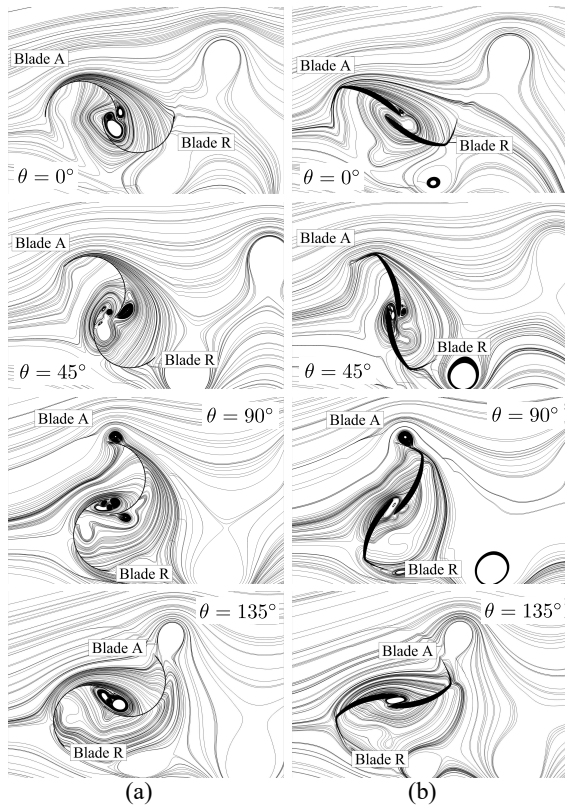 Blade A
Blade R
θ = 0°
Blade A
Blade R
θ = 0°
Blade A
Blade R
θ = 45°
Blade A
Blade R
θ = 45°
Blade A
θ = 90°
Blade R
Blade A
θ = 90°
Blade R
θ = 135°
Blade A
Blade R
θ = 135°
Blade A
Blade R
(a)
(b)